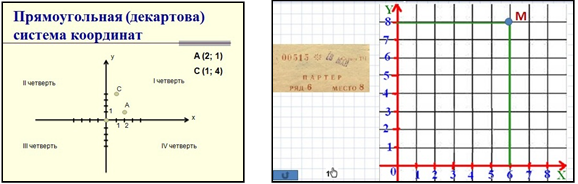 Прямоугольная (декартова)
система координат
A (2; 1)
C (1; 4)
y
II четверть
I четверть
C
A
1
1 2
x
III четверть
IV четверть
Y
M
8
7
6
5
4
3
2
1
0 1 2 3 4 5 6 7 8
X
00515
ПАРТЕР
РЯД 6 МЕСТО 8
1